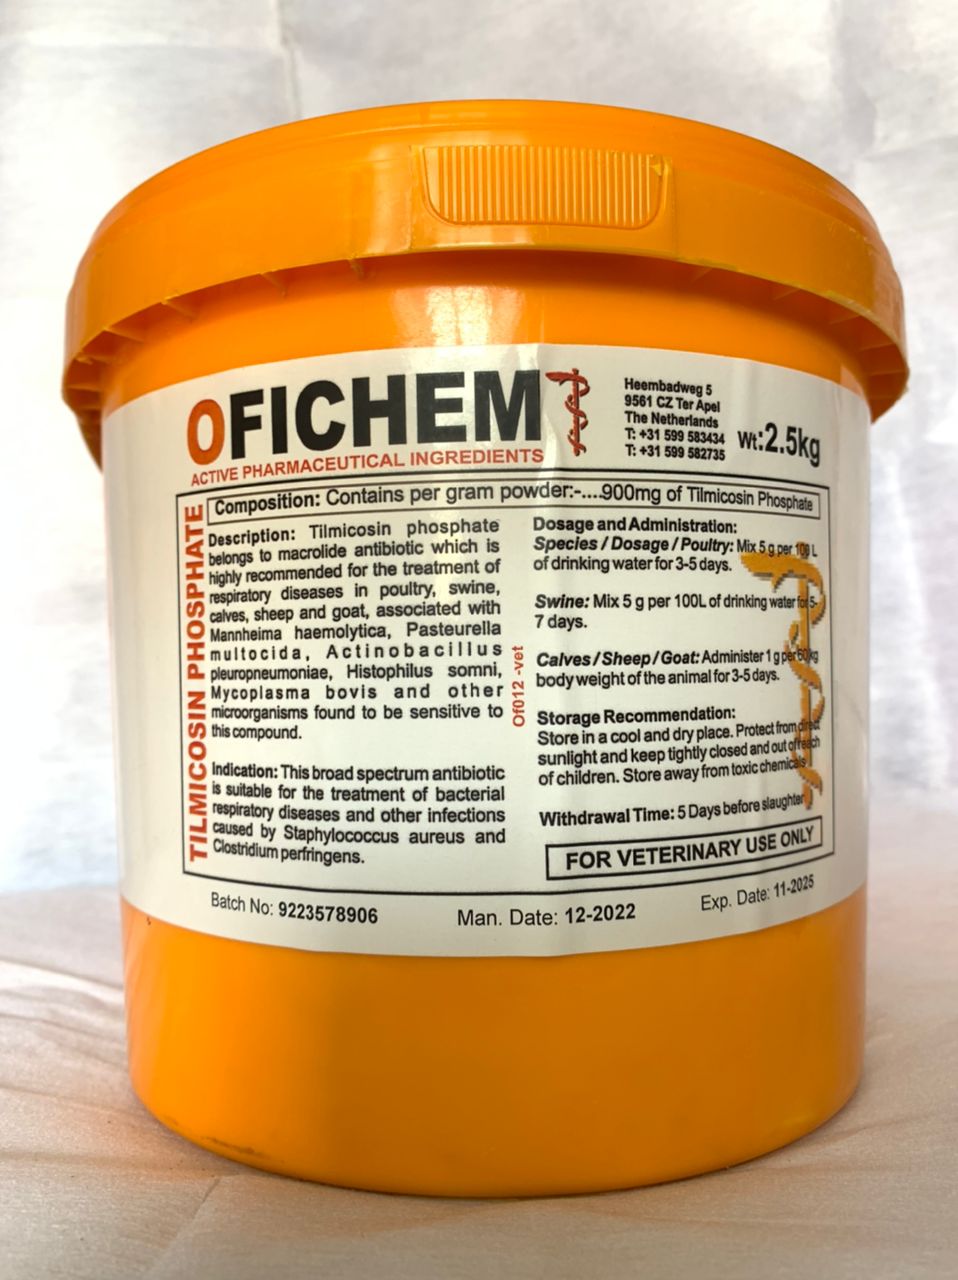 OFICHEM
ACTIVE PHARMACEUTICAL INGREDIENTS
Heembadweg 5
9561 CZ Ter Apel
The Netherlands
T: +31 599 583434
T: +31 599 582735
Wt:2.5kg
Composition: Contains per gram powder:-....900mg of Tilmicosin Phosphate
TILMICOSIN PHOSPHATE
Description: Tilmicosin phosphate
belongs to macrolide antibiotic which is
highly recommended for the treatment of
respiratory diseases in poultry, swine,
calves, sheep and goat, associated with
Mannheima haemolytica, Pasteurella
multocida, Actinobacillus
pleuropneumoniae, Histophilus somni,
Mycoplasma bovis and other
microorganisms found to be sensitive to
this compound.
Indication: This broad spectrum antibiotic
is suitable for the treatment of bacterial
respiratory diseases and other infections
caused by Staphylococcus aureus and
Clostridium perfringens.
Of012 -vet
Dosage and Administration:
Species / Dosage / Poultry: Mix 5 g per 100 L
of drinking water for 3-5 days.
Swine: Mix 5 g per 100L of drinking water for 5-
7 days.
Calves / Sheep / Goat: Administer 1 g per 60 kg
body weight of the animal for 3-5 days.
Storage Recommendation:
Store in a cool and dry place. Protect from direct
sunlight and keep tightly closed and out of reach
of children. Store away from toxic chemicals
Withdrawal Time: 5 Days before slaughter
FOR VETERINARY USE ONLY
Batch No: 9223578906
Man. Date: 12-2022
Exp. Date: 11-2025